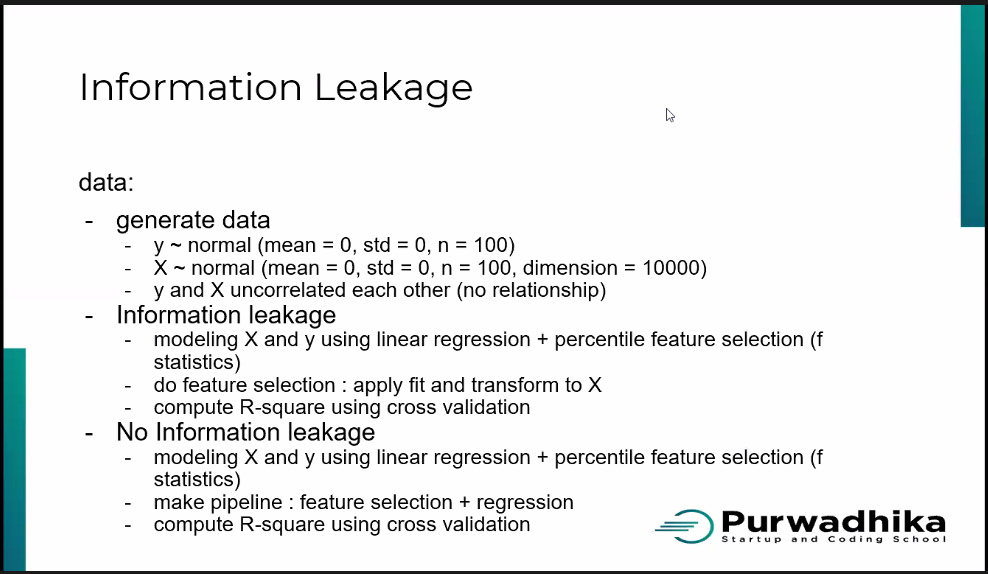 Information Leakage
data:
- generate data
- y ~ normal (mean = 0, std = 0, n = 100)
- X ~ normal (mean = 0, std = 0, n = 100, dimension = 10000)
- y and X uncorrelated each other (no relationship)
- Information leakage
- modeling X and y using linear regression + percentile feature selection (f
statistics)
- do feature selection : apply fit and transform to X
- compute R-square using cross validation
- No Information leakage
- modeling X and y using linear regression + percentile feature selection (f
statistics)
- make pipeline : feature selection + regression
- compute R-square using cross validation
Purwadhika
Startup and Coding School